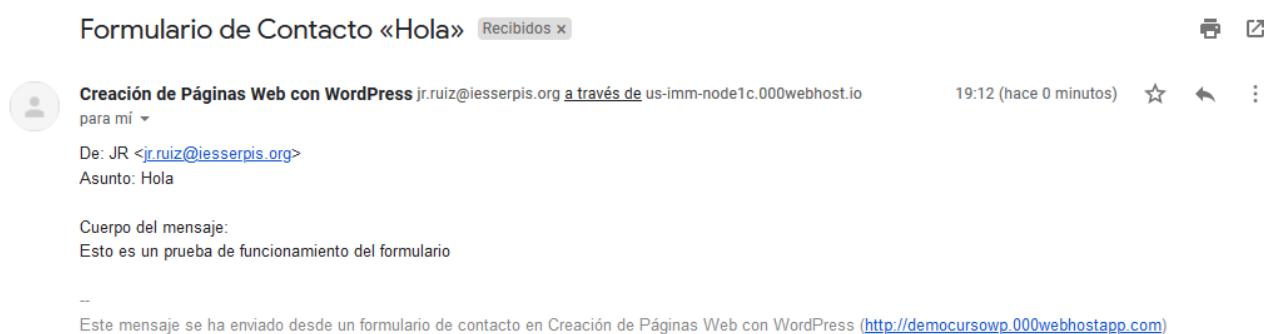 Formulario de Contacto «Hola» Recibidos x
Creación de Páginas Web con WordPress jr.ruiz@iesserpis.org a través de us-imm-node1c.000webhost.io 19:12 (hace 0 minutos)
para mí
De: JR <jr.ruiz@iesserpis.org>
Asunto: Hola
Cuerpo del mensaje:
Esto es un prueba de funcionamiento del formulario
--
Este mensaje se ha enviado desde un formulario de contacto en Creación de Páginas Web con WordPress (http://democursowp.000webhostapp.com)